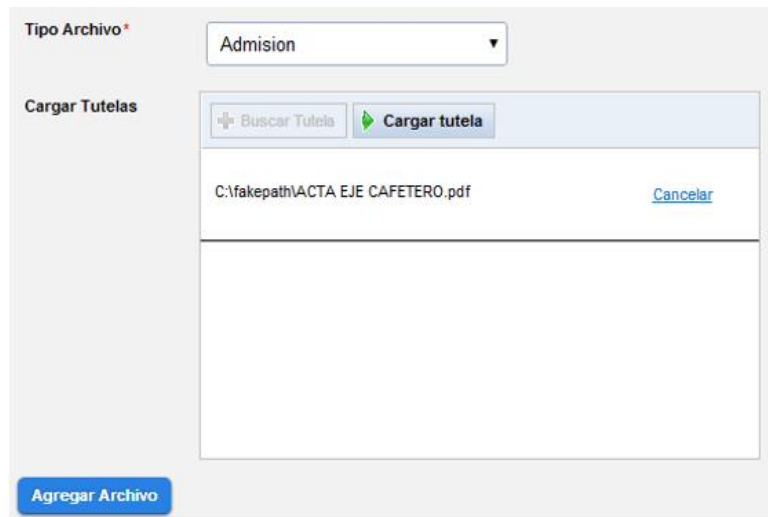 Tipo Archivo*
Admision
Cargar Tutelas
Buscar Tutela
Cargar tutela
C:\fakepath\ACTA EJE CAFETERO.pdf
Cancelar
Agregar Archivo